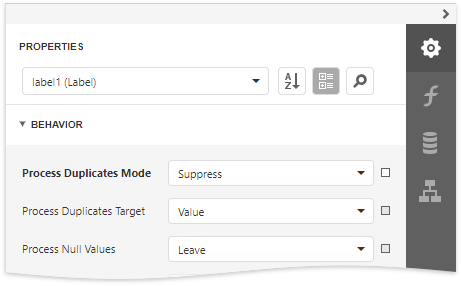 PROPERTIES
label1 (Label)
BEHAVIOR
Process Duplicates Mode Suppress
Process Duplicates Target Value
Process Null Values Leave